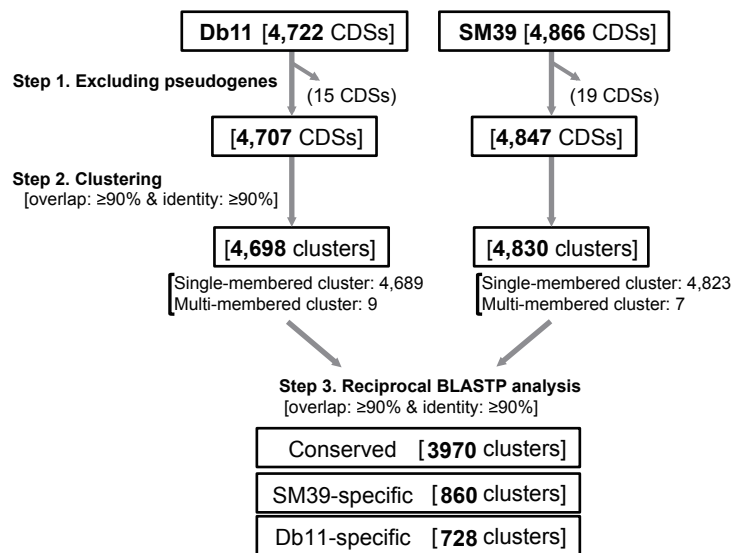 Db11 [4,722 CDSs]
SM39 [4,866 CDSs]
Step 1. Excluding pseudogenes
(15 CDSs)
(19 CDSs)
[4,707 CDSs]
[4,847 CDSs]
Step 2. Clustering
[overlap: ≥90% & identity: ≥90%]
[4,698 clusters]
[4,830 clusters]
Single-membered cluster: 4,689
Multi-membered cluster: 9
Single-membered cluster: 4,823
Multi-membered cluster: 7
Step 3. Reciprocal BLASTP analysis
[overlap: ≥90% & identity: ≥90%]
Conserved [3970 clusters]
SM39-specific [860 clusters]
Db11-specific [728 clusters]